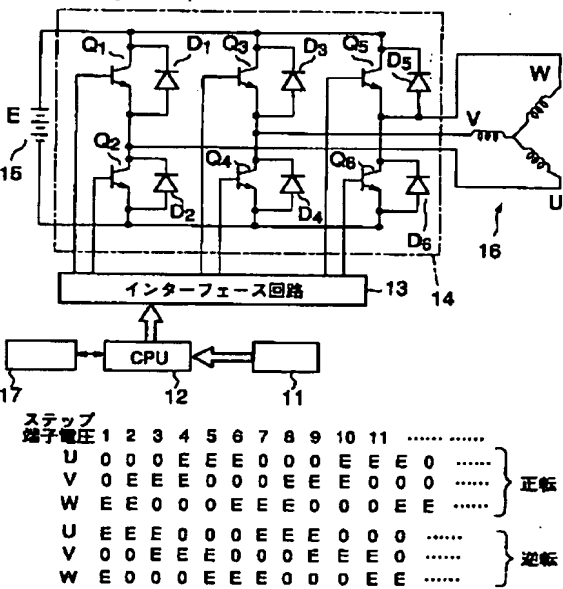 Q1 D1 Q3 D3 Q5 D5
E
15
Q2 D2 Q4 D4 Q6 D6
W
V
U
16
インターフェース回路
13
14
CPU
17
12
11
ステップ
端子電圧 1 2 3 4 5 6 7 8 9 10 11 …… ……
U 0 0 0 E E E 0 0 0 E E E 0 ……
V 0 E E E 0 0 0 E E E 0 0 0 ……
W E E 0 0 0 E E E 0 0 0 E E ……
正転
U E E E 0 0 0 E E E 0 0 0 ……
V 0 0 E E E 0 0 0 E E E 0 ……
W E 0 0 0 E E E 0 0 0 E E ……
逆転